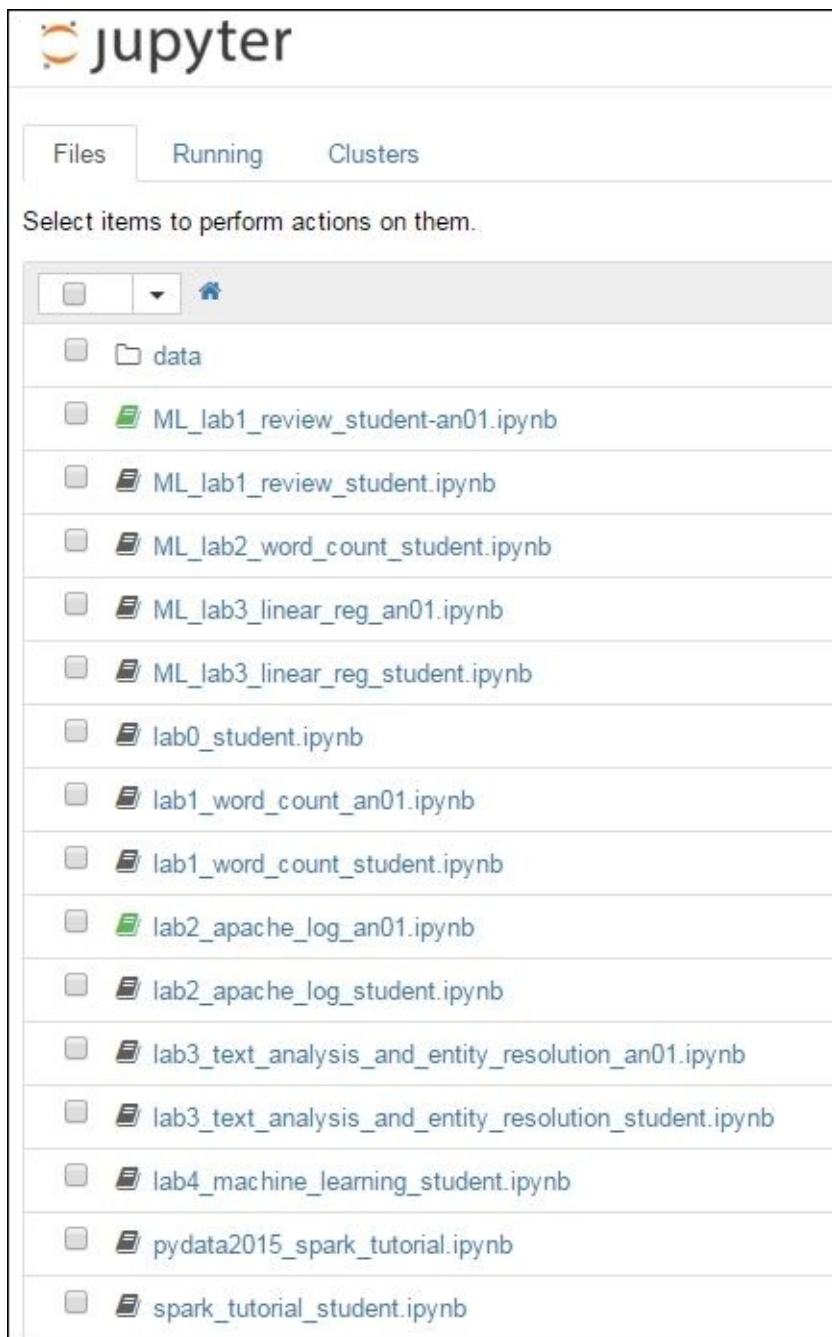 jupyter
Files Running Clusters
Select items to perform actions on them.
data
ML_lab1_review_student-an01.ipynb
ML_lab1_review_student.ipynb
ML_lab2_word_count_student.ipynb
ML_lab3_linear_reg_an01.ipynb
ML_lab3_linear_reg_student.ipynb
lab0_student.ipynb
lab1_word_count_an01.ipynb
lab1_word_count_student.ipynb
lab2_apache_log_an01.ipynb
lab2_apache_log_student.ipynb
lab3_text_analysis_and_entity_resolution_an01.ipynb
lab3_text_analysis_and_entity_resolution_student.ipynb
lab4_machine_learning_student.ipynb
pydata2015_spark_tutorial.ipynb
spark_tutorial_student.ipynb